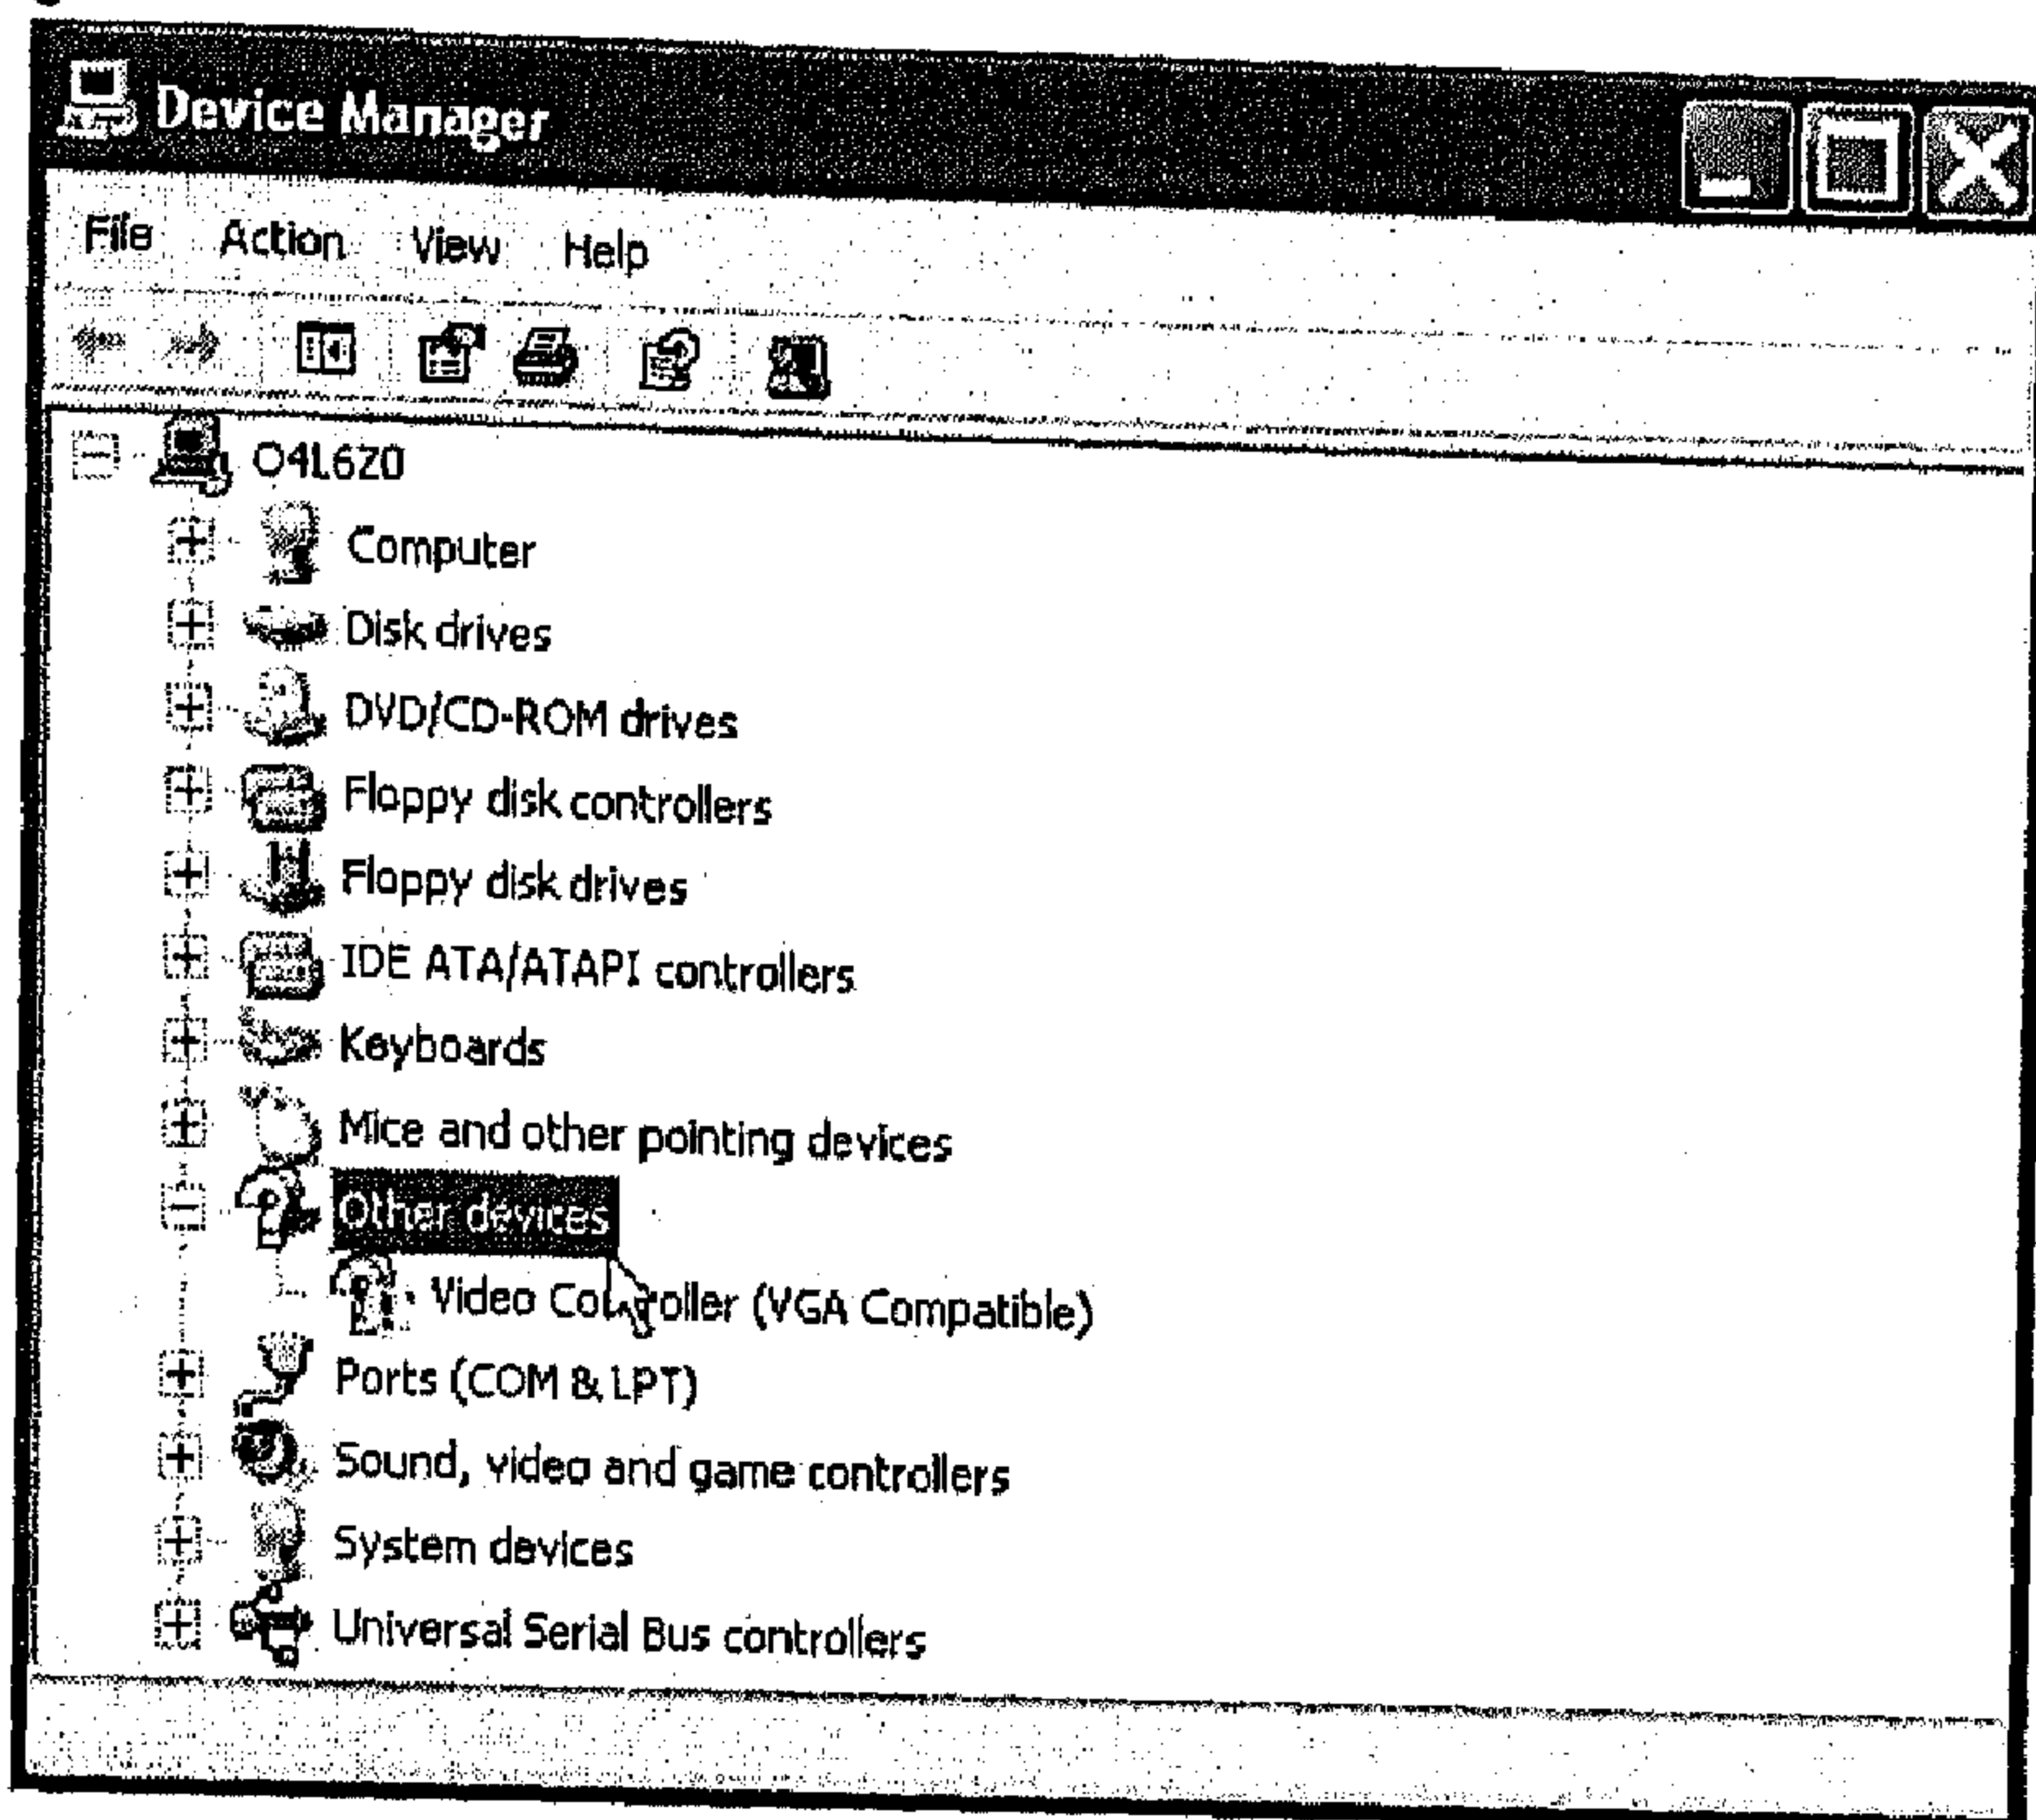 Device Manager
File Action View Help
O4L6Z0
Computer
Disk drives
DVD/CD-ROM drives
Floppy disk controllers
Floppy disk drives
IDE ATA/ATAPI controllers
Keyboards
Mice and other pointing devices
Other devices
Video Controller (VGA Compatible)
Ports (COM & LPT)
Sound, video and game controllers
System devices
Universal Serial Bus controllers